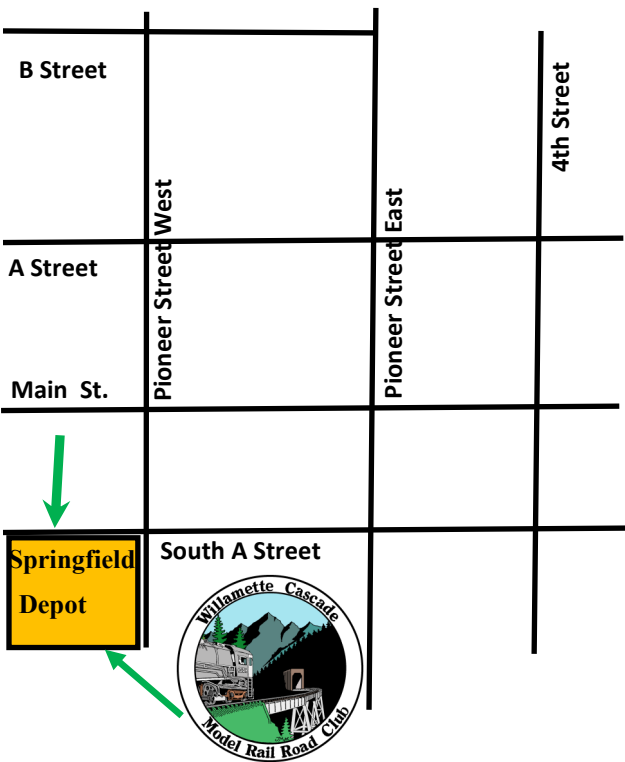 B Street
4th Street
Pioneer Street West
Pioneer Street East
A Street
Main St.
Springfield
Depot
South A Street
Willamette Cascade
Model Rail Road Club